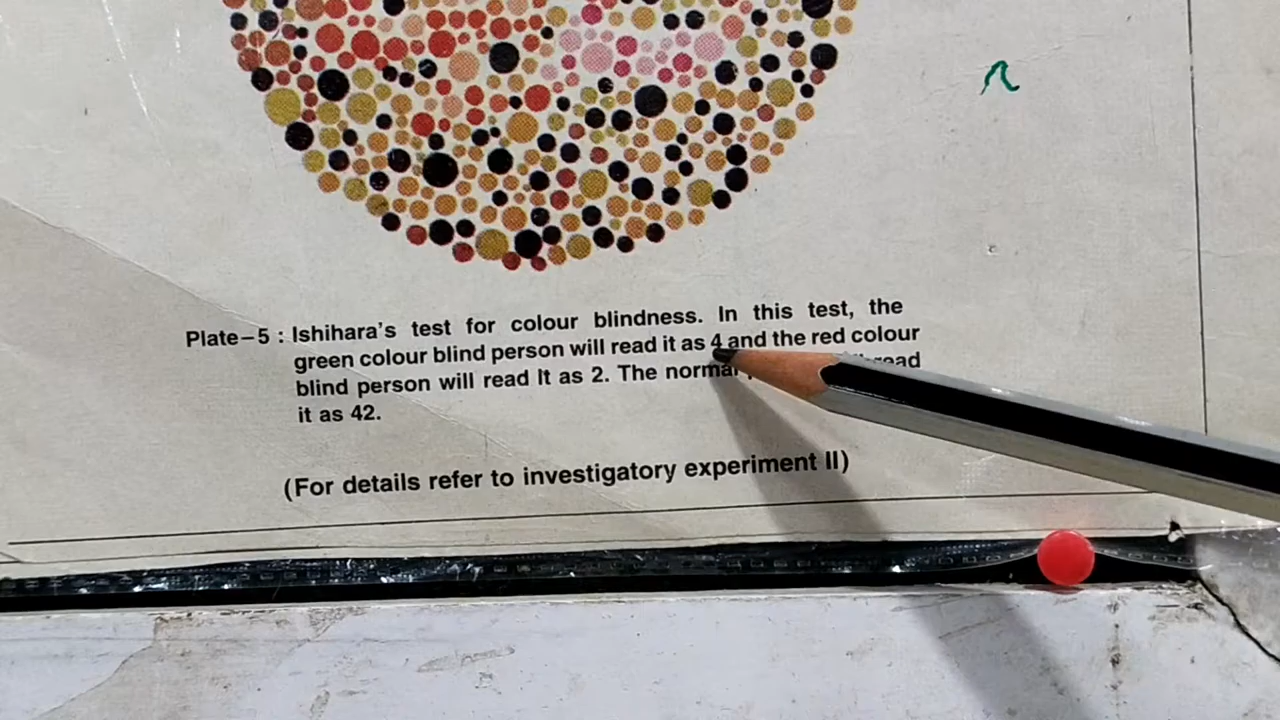 Plate-5 : Ishihara's test for colour blindness. In this test, the
green colour blind person will read it as 4 and the red colour
blind person will read It as 2. The normal
it as 42.
(For details refer to investigatory experiment II)